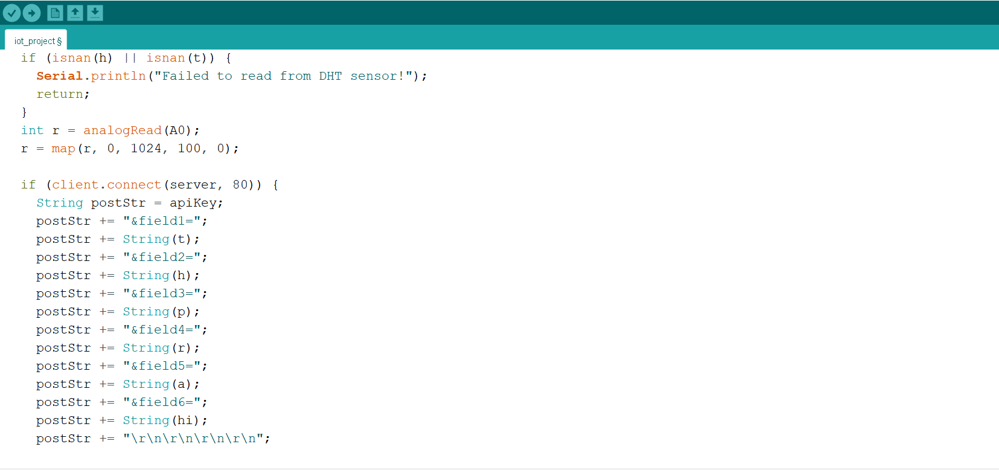 iot_project §
if (isnan(h) || isnan(t)) {
Serial.println("Failed to read from DHT sensor!");
return;
}
int r = analogRead(A0);
r = map(r, 0, 1024, 100, 0);
if (client.connect(server, 80)) {
String postStr = apiKey;
postStr += "&field1=";
postStr += String(t);
postStr += "&field2=";
postStr += String(h);
postStr += "&field3=";
postStr += String(p);
postStr += "&field4=";
postStr += String(r);
postStr += "&field5=";
postStr += String(a);
postStr += "&field6=";
postStr += String(hi);
postStr += "\r\n\r\n\r\n\r\n";